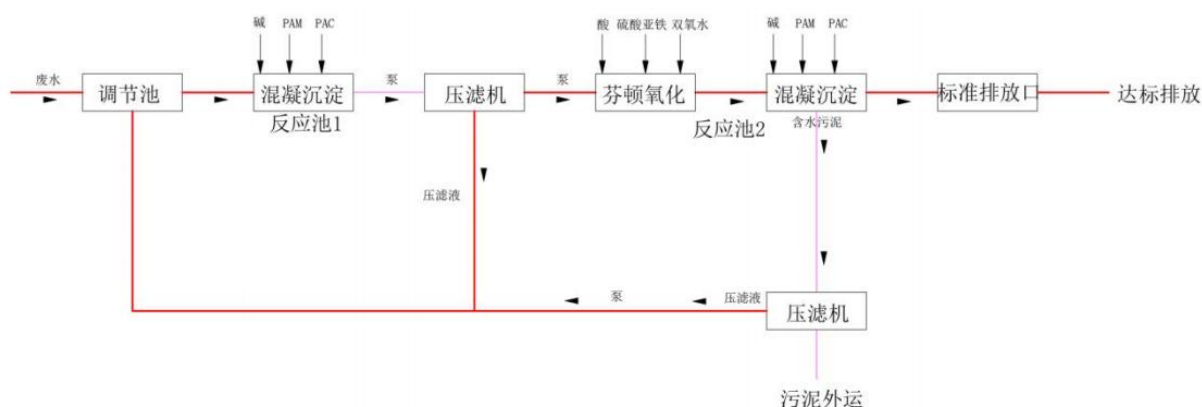 碱 PAM PAC
酸 硫酸亚铁 双氧水
碱 PAM PAC
废水
调节池
混凝沉淀
反应池1
泵
压滤机
泵
芬顿氧化
反应池2
混凝沉淀
含水污泥
标准排放口
达标排放
压滤液
泵
压滤液
压滤机
污泥外运